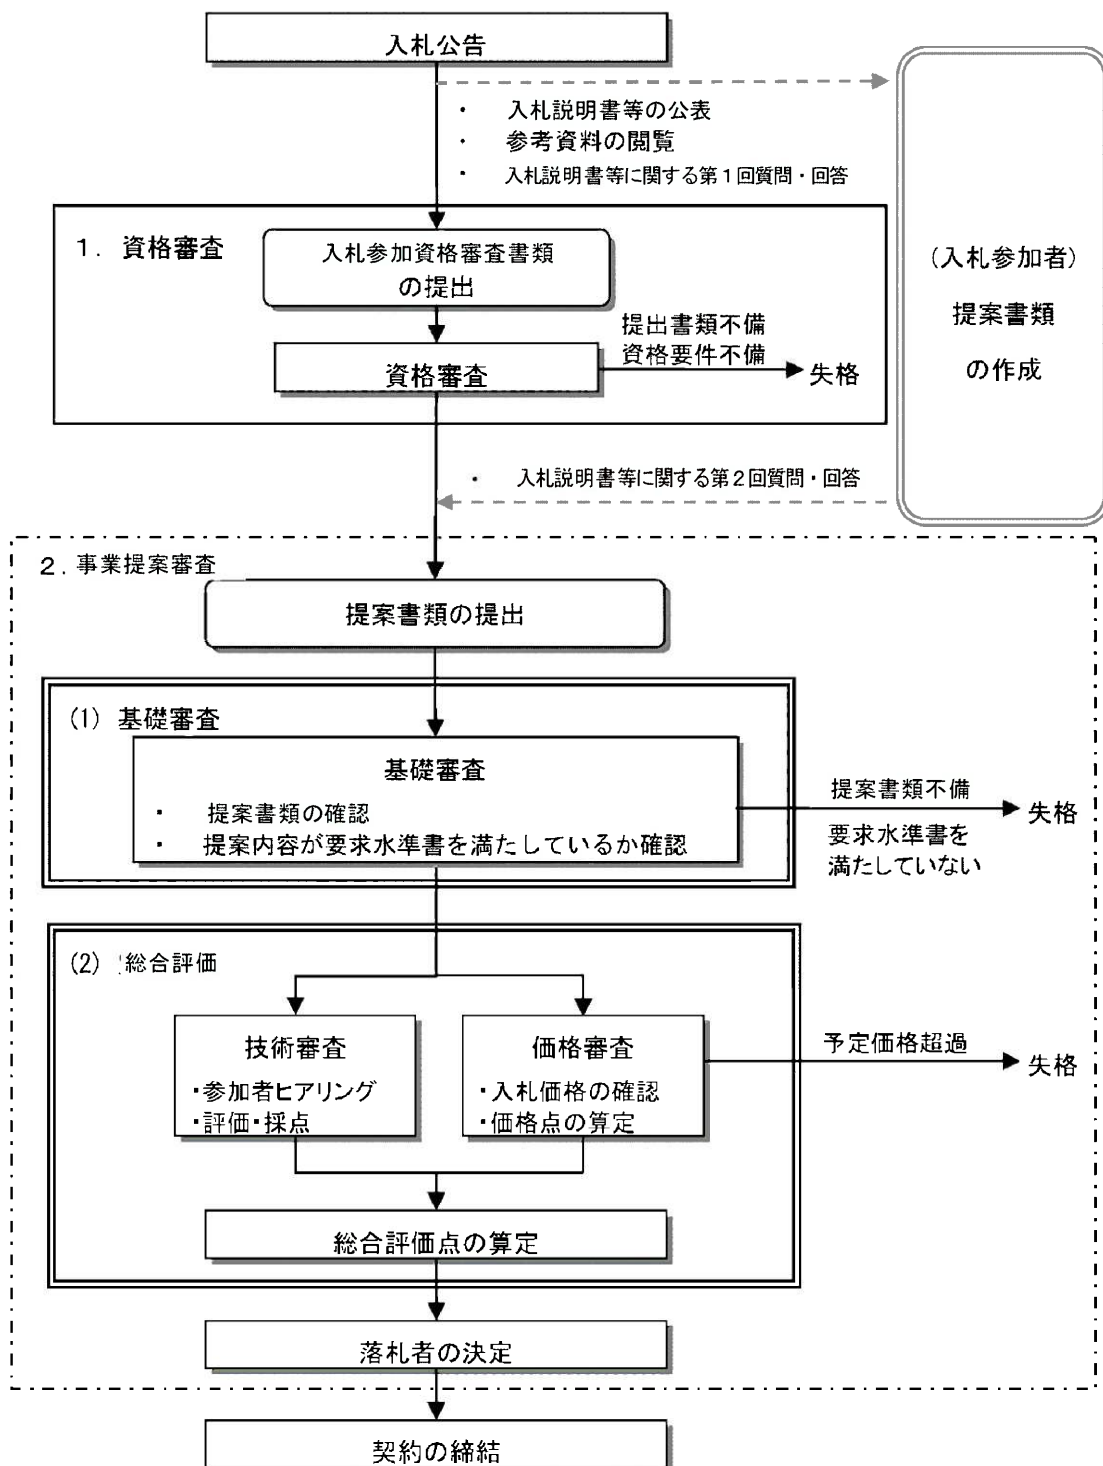 入札公告
・ 入札説明書等の公表
・ 参考資料の閲覧
・ 入札説明書等に関する第１回質問・回答
（入札参加者）
提案書類
の作成
１．資格審査
入札参加資格審査書類
の提出
提出書類不備
資格要件不備
資格審査
失格
・ 入札説明書等に関する第２回質問・回答
２．事業提案審査
提案書類の提出
(1) 基礎審査
基礎審査
・ 提案書類の確認
・ 提案内容が要求水準書を満たしているか確認
提案書類不備
要求水準書を
満たしていない
失格
(2) 総合評価
技術審査
・参加者ヒアリング
・評価・採点
価格審査
・入札価格の確認
・価格点の算定
予定価格超過
失格
総合評価点の算定
落札者の決定
契約の締結